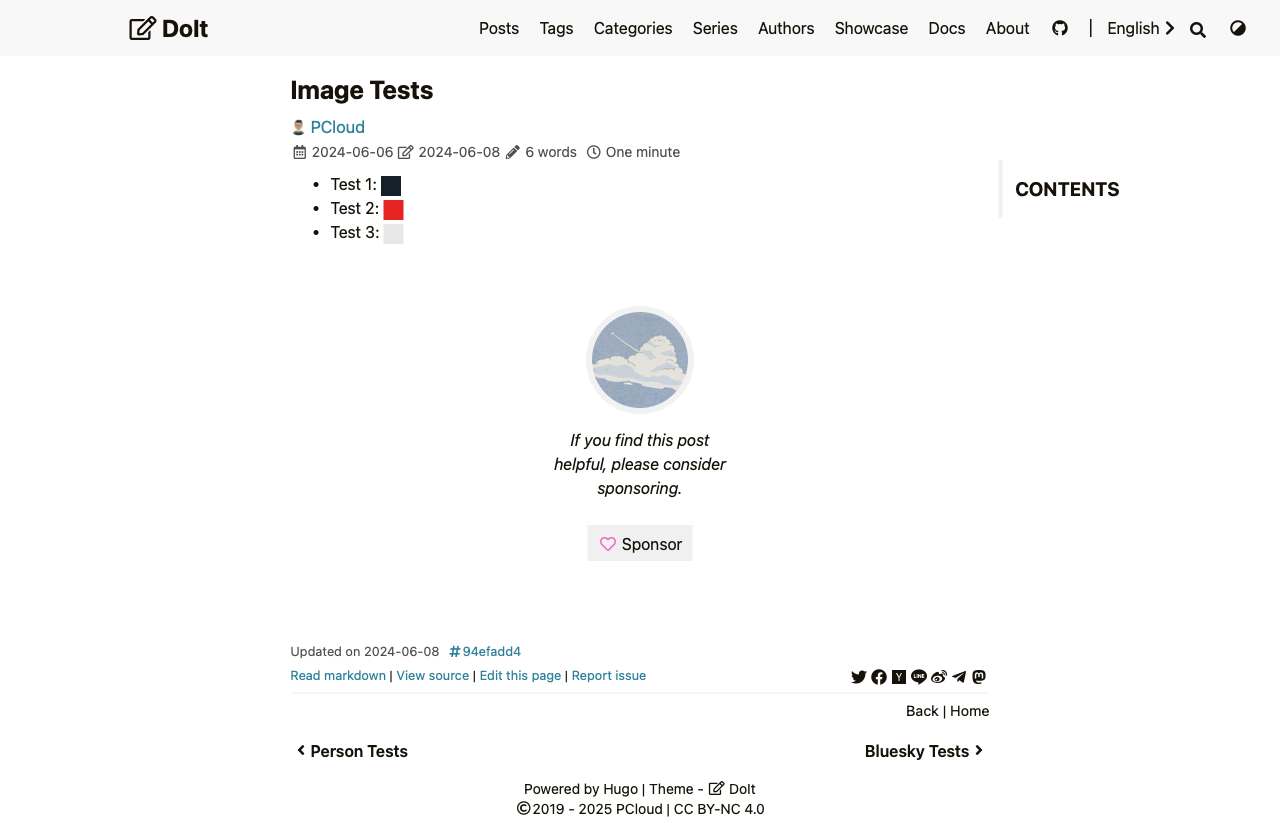 DoIt
Posts Tags Categories Series Authors Showcase Docs About | English
Image Tests
PCloud
2024-06-06 2024-06-08 6 words One minute
Test 1:
Test 2:
Test 3:
CONTENTS
If you find this post
helpful, please consider
sponsoring.
Sponsor
Updated on 2024-06-08 #94efadd4
Read markdown | View source | Edit this page | Report issue
Back | Home
Person Tests
Bluesky Tests
Powered by Hugo | Theme - DoIt
©2019 - 2025 PCloud | CC BY-NC 4.0